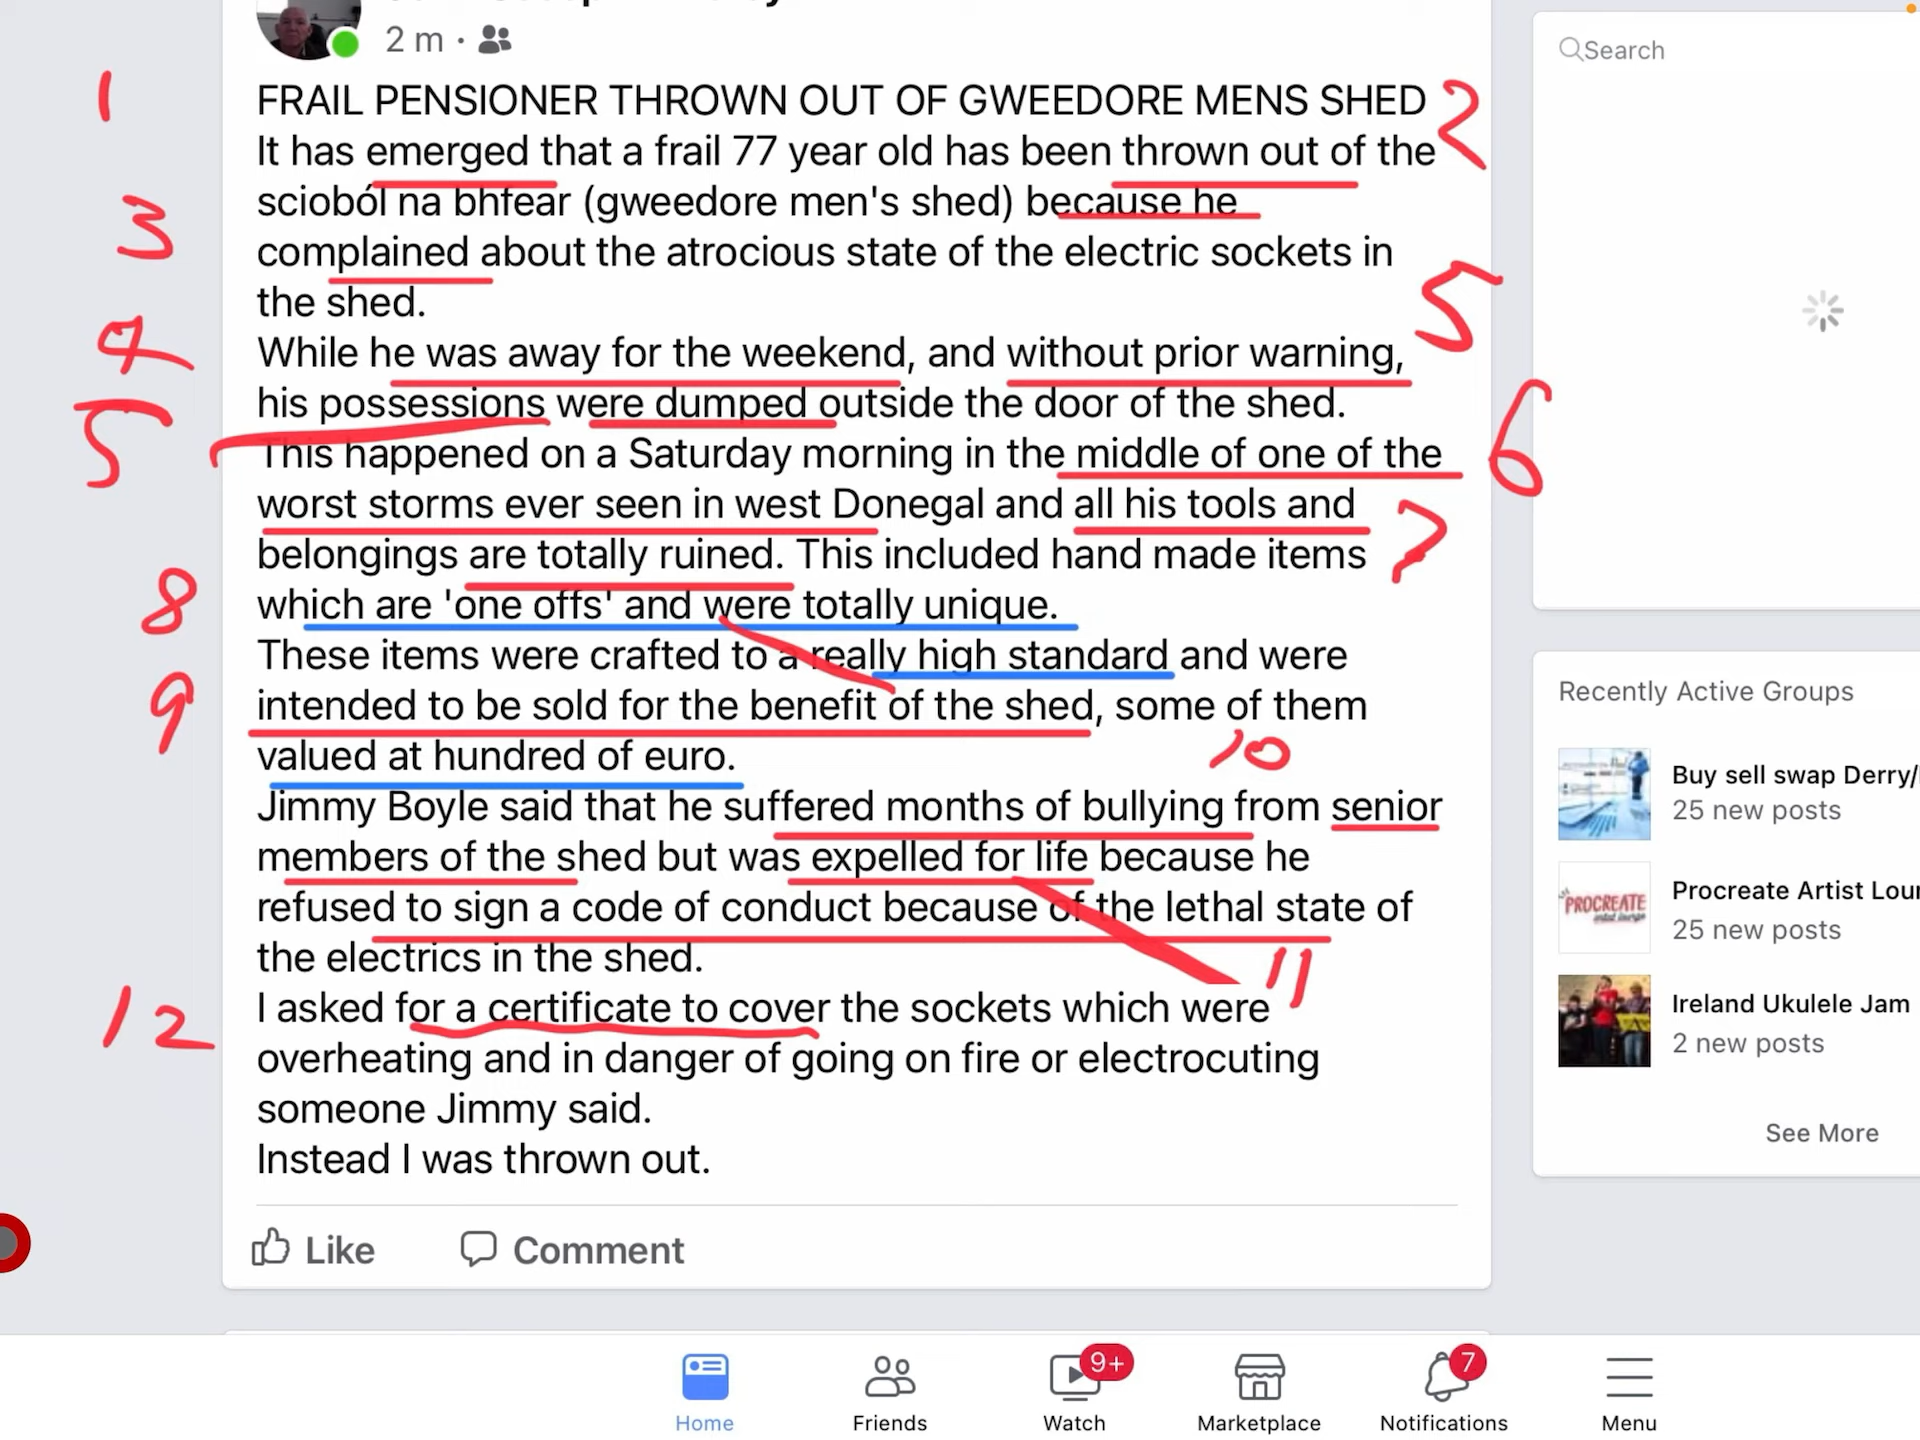 2 m ·
FRAIL PENSIONER THROWN OUT OF GWEEDORE MENS SHED
It has emerged that a frail 77 year old has been thrown out of the
scioból na bhfear (gweedore men's shed) because he
complained about the atrocious state of the electric sockets in
the shed.
While he was away for the weekend, and without prior warning,
his possessions were dumped outside the door of the shed.
This happened on a Saturday morning in the middle of one of the
worst storms ever seen in west Donegal and all his tools and
belongings are totally ruined. This included hand made items
which are 'one offs' and were totally unique.
These items were crafted to a really high standard and were
intended to be sold for the benefit of the shed, some of them
valued at hundred of euro.
Jimmy Boyle said that he suffered months of bullying from senior
members of the shed but was expelled for life because he
refused to sign a code of conduct because of the lethal state of
the electrics in the shed.
I asked for a certificate to cover the sockets which were
overheating and in danger of going on fire or electrocuting
someone Jimmy said.
Instead I was thrown out.
Like
Comment
1
2
3
4
5
5
6
7
8
9
10
11
12
Search
Recently Active Groups
Buy sell swap Derry/
25 new posts
PROCREATE
Procreate Artist Lou
25 new posts
Ireland Ukulele Jam
2 new posts
See More
Home
Friends
9+
Watch
Marketplace
7
Notifications
Menu